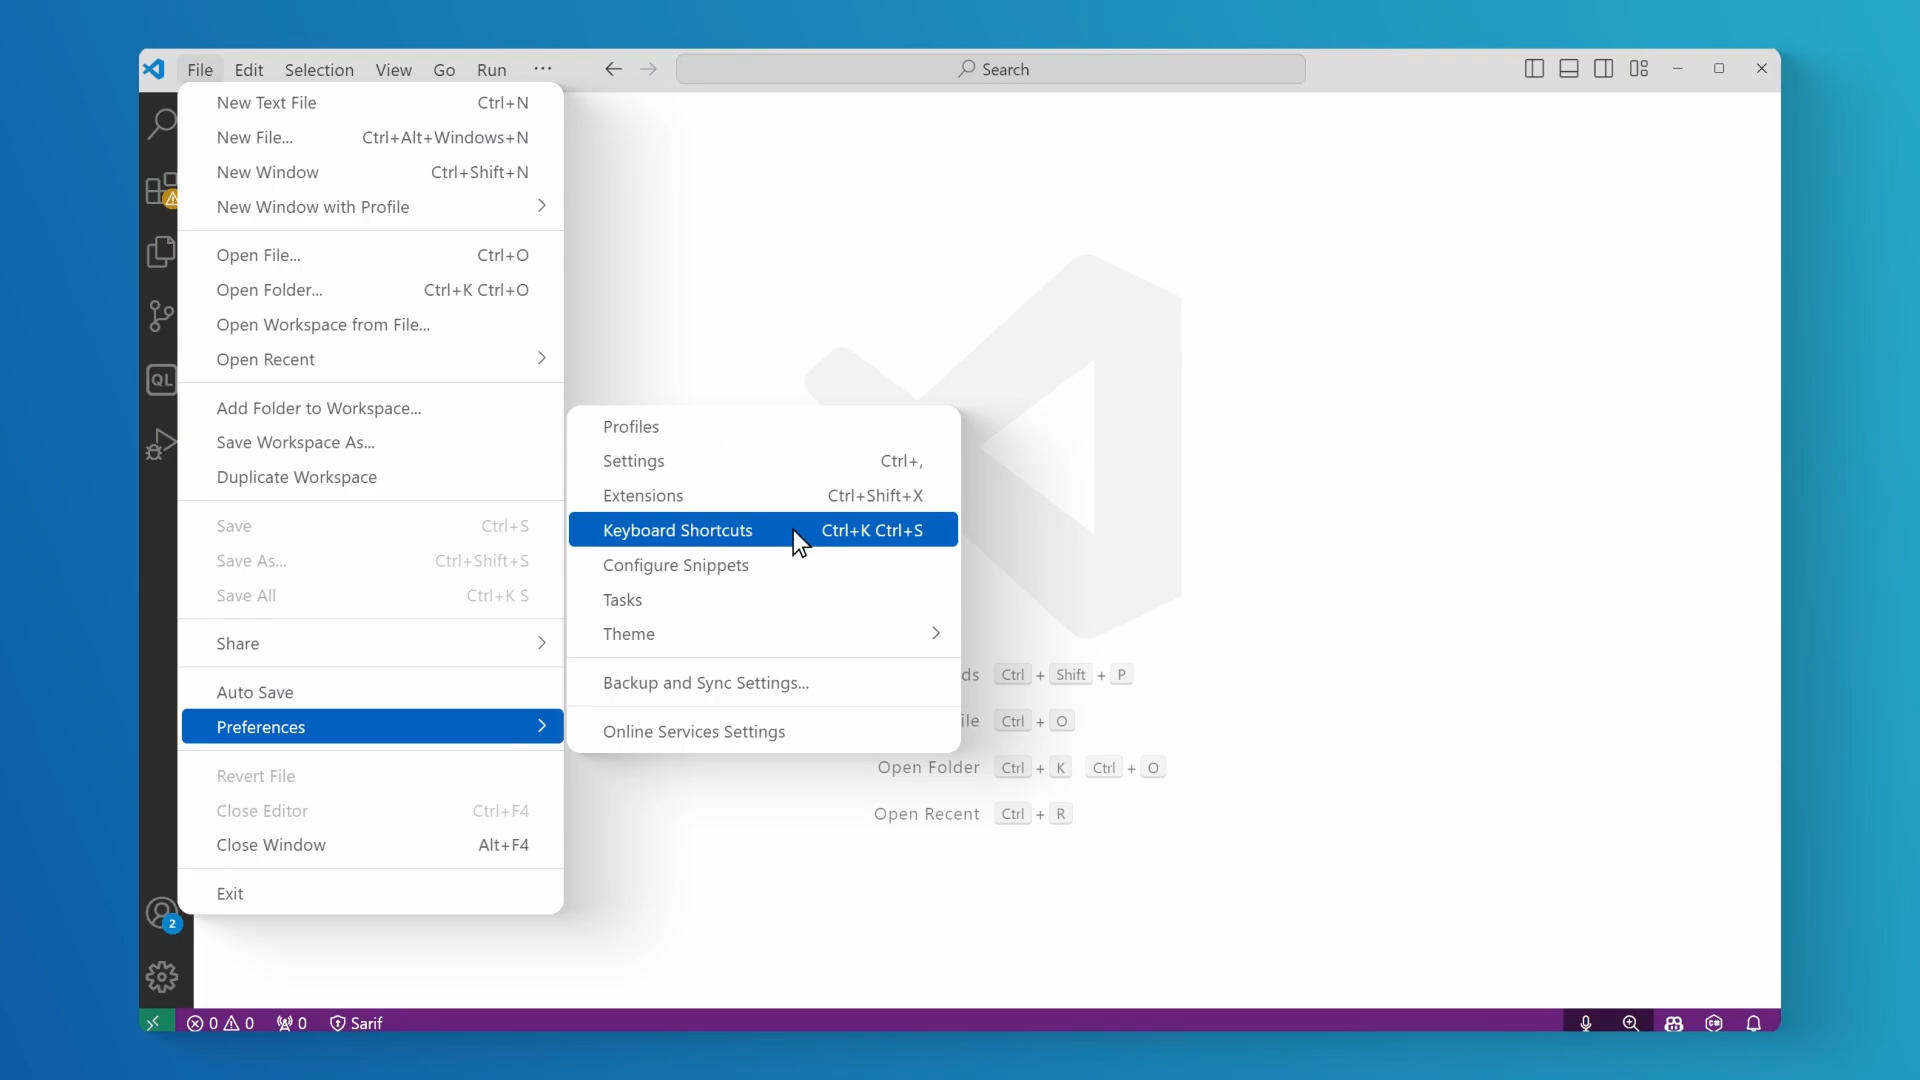 File Edit Selection View Go Run ···
Search
New Text File Ctrl+N
New File... Ctrl+Alt+Windows+N
New Window Ctrl+Shift+N
New Window with Profile
Open File... Ctrl+O
Open Folder... Ctrl+K Ctrl+O
Open Workspace from File...
Open Recent
Add Folder to Workspace...
Save Workspace As...
Duplicate Workspace
Save Ctrl+S
Save As... Ctrl+Shift+S
Save All Ctrl+K S
Share
Auto Save
Preferences
Revert File
Close Editor Ctrl+F4
Close Window Alt+F4
Exit
Profiles
Settings Ctrl+,
Extensions Ctrl+Shift+X
Keyboard Shortcuts Ctrl+K Ctrl+S
Configure Snippets
Tasks
Theme
Backup and Sync Settings...
Online Services Settings
ds Ctrl + Shift + P
ile Ctrl + O
Open Folder Ctrl + K Ctrl + O
Open Recent Ctrl + R
QL
2
0 0 0 Sarif